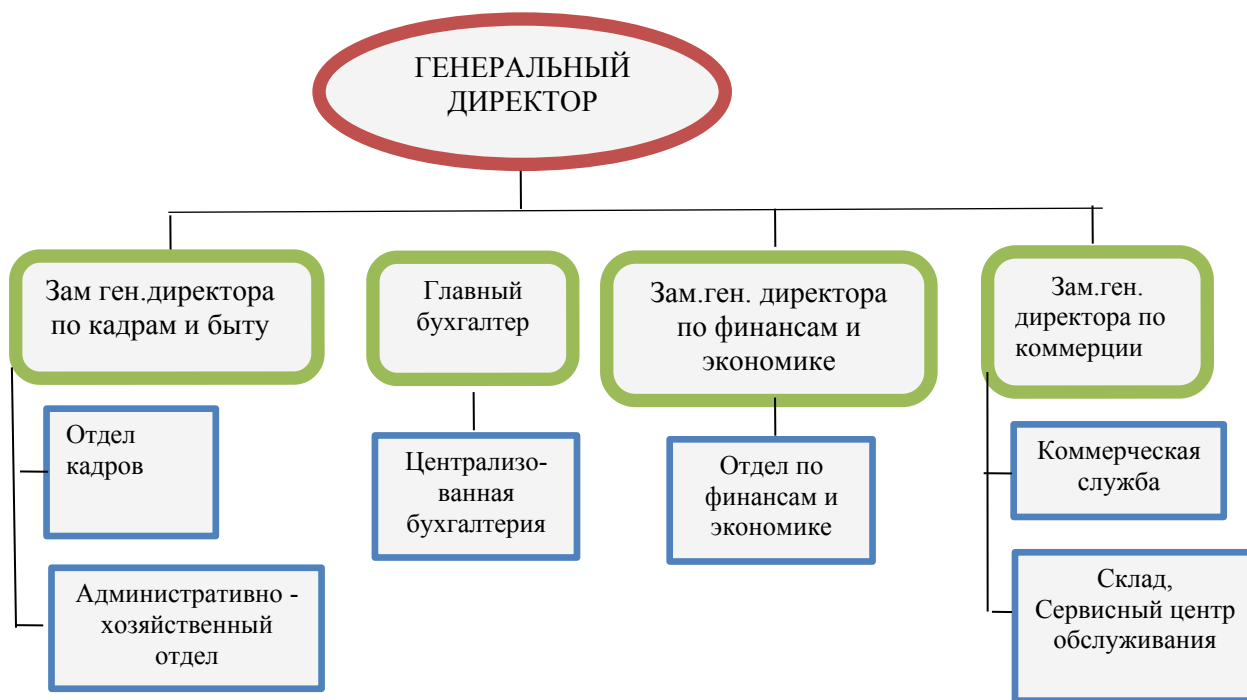 ГЕНЕРАЛЬНЫЙ
ДИРЕКТОР
Зам ген.директора
по кадрам и быту
Главный
бухгалтер
Зам.ген. директора
по финансам и
экономике
Зам.ген.
директора по
коммерции
Отдел
кадров
Централизо-
ванная
бухгалтерия
Отдел по
финансам и
экономике
Коммерческая
служба
Административно -
хозяйственный
отдел
Склад,
Сервисный центр
обслуживания